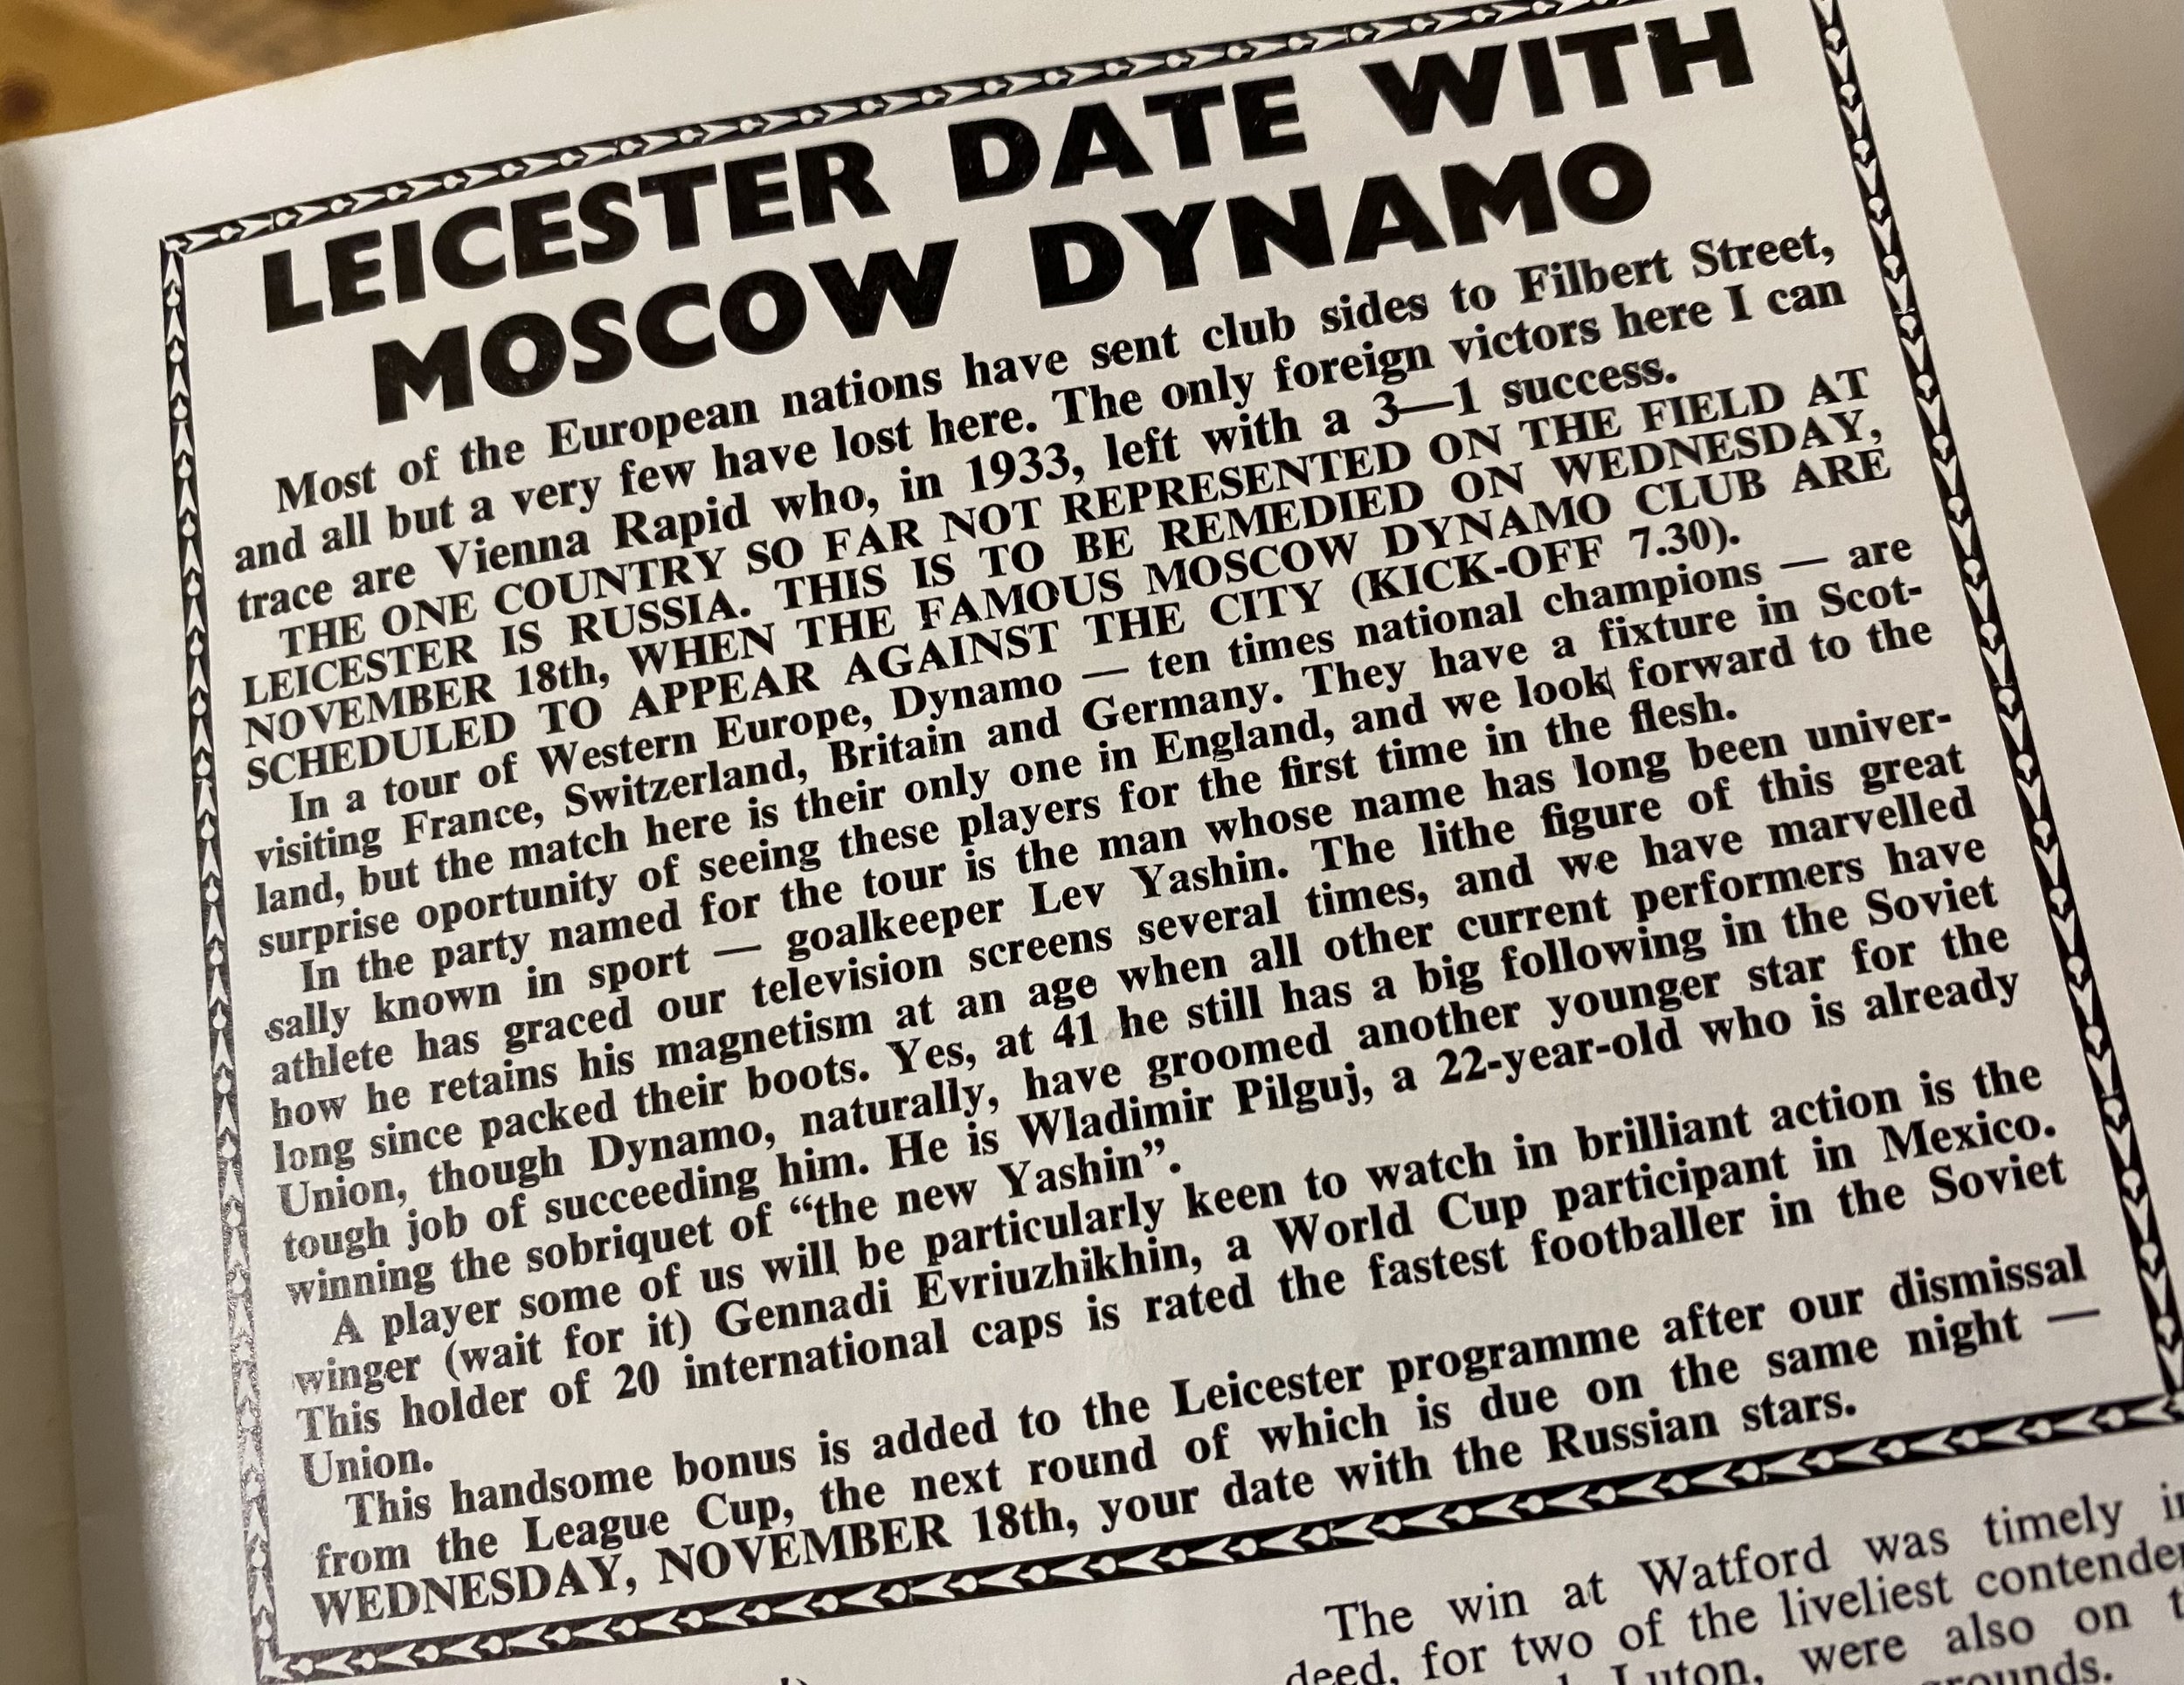 LEICESTER DATE WITH
MOSCOW DYNAMO
Most of the European nations have sent club sides to Filbert Street,
and all but a very few have lost here. The only foreign victors here I can
trace are Vienna Rapid who, in 1933, left with a 3—1 success.
THE ONE COUNTRY SO FAR NOT REPRESENTED ON THE FIELD AT
LEICESTER IS RUSSIA. THIS IS TO BE REMEDIED ON WEDNESDAY,
NOVEMBER 18th, WHEN THE FAMOUS MOSCOW DYNAMO CLUB ARE
SCHEDULED TO APPEAR AGAINST THE CITY (KICK-OFF 7.30).
In a tour of Western Europe, Dynamo — ten times national champions — are
visiting France, Switzerland, Britain and Germany. They have a fixture in Scot-
land, but the match here is their only one in England, and we look forward to the
surprise oportunity of seeing these players for the first time in the flesh.
In the party named for the tour is the man whose name has long been univer-
sally known in sport — goalkeeper Lev Yashin. The lithe figure of this great
athlete has graced our television screens several times, and we have marvelled
how he retains his magnetism at an age when all other current performers have
long since packed their boots. Yes, at 41 he still has a big following in the Soviet
Union, though Dynamo, naturally, have groomed another younger star for the
tough job of succeeding him. He is Wladimir Pilguj, a 22-year-old who is already
winning the sobriquet of “the new Yashin”.
A player some of us will be particularly keen to watch in brilliant action is the
winger (wait for it) Gennadi Evriuzhikhin, a World Cup participant in Mexico.
This holder of 20 international caps is rated the fastest footballer in the Soviet
Union.
This handsome bonus is added to the Leicester programme after our dismissal
from the League Cup, the next round of which is due on the same night —
WEDNESDAY, NOVEMBER 18th, your date with the Russian stars.
The win at Watford was timely
deed, for two of the liveliest
Luton, were also on